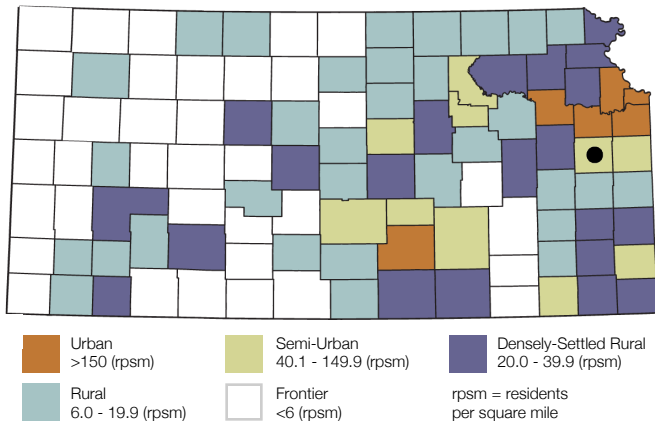 Urban
>150 (rpsm)
Semi-Urban
40.1 - 149.9 (rpsm)
Densely-Settled Rural
20.0 - 39.9 (rpsm)
Rural
6.0 - 19.9 (rpsm)
Frontier
<6 (rpsm)
rpsm = residents
per square mile